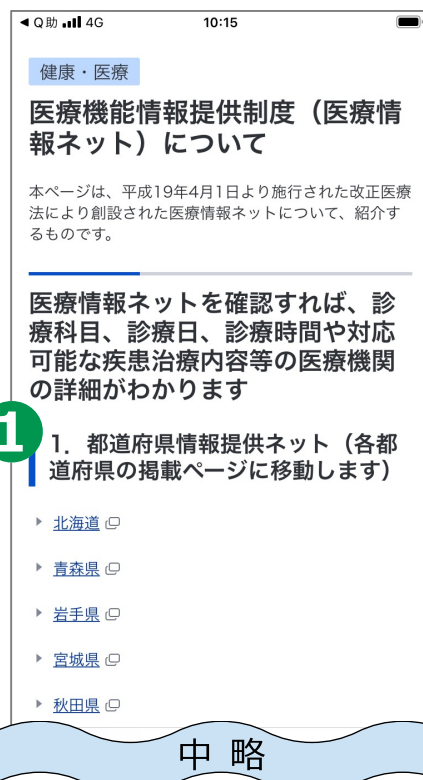 ◀ Q助 4G 10:15
健康・医療
医療機能情報提供制度（医療情
報ネット）について
本ページは、平成19年4月1日より施行された改正医療
法により創設された医療情報ネットについて、紹介す
るものです。
医療情報ネットを確認すれば、診
療科目、診療日、診療時間や対応
可能な疾患治療内容等の医療機関
の詳細がわかります
1
1．都道府県情報提供ネット（各都
道府県の掲載ページに移動します）
北海道
青森県
岩手県
宮城県
秋田県
中 略